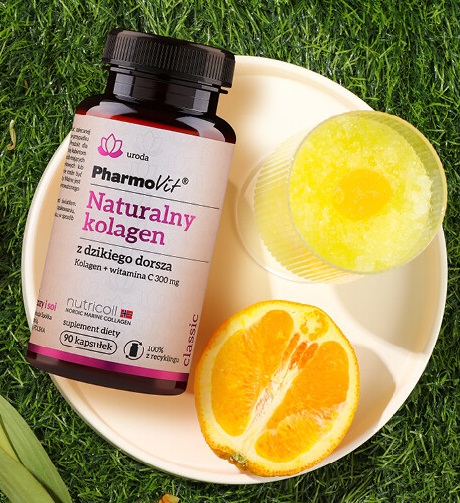 uroda
PharmoVit®
Naturalny
kolagen
z dzikiego dorsza
Kolagen + witamina C 300 mg
nutricoll
NORDIC MARINE COLLAGEN
suplement diety
90 kapsułek
100%
z recyklingu
classic